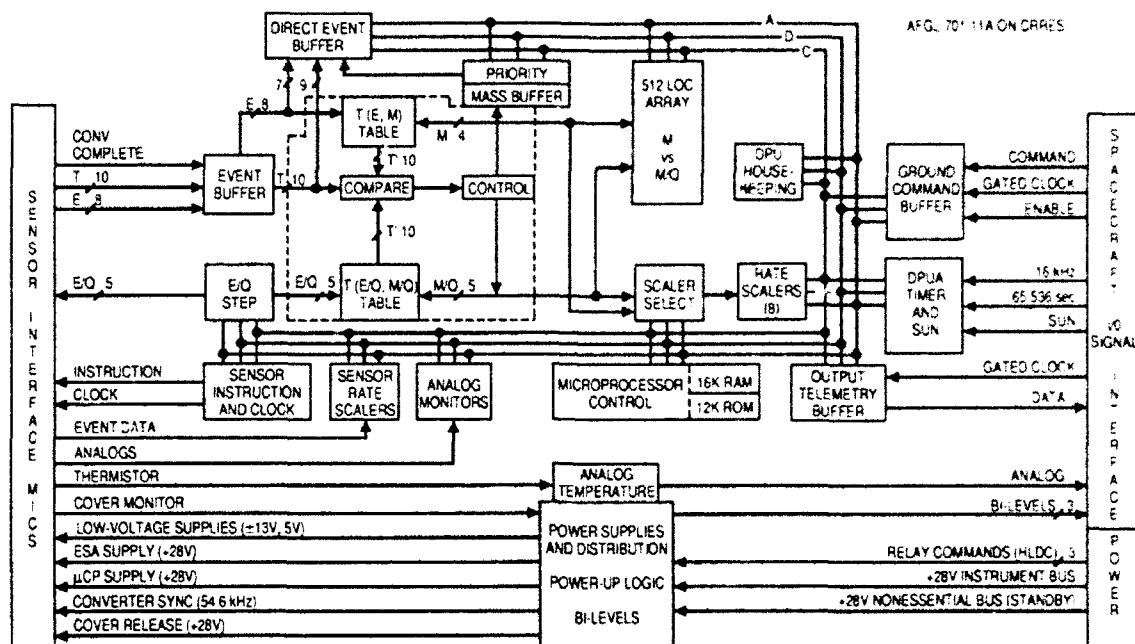 AFGL 701-11A ON CRRES
DIRECT EVENT
BUFFER
A
D
C
7
9
PRIORITY
MASS BUFFER
512 LOC
ARRAY
M
vs
M/Q
E 8
T (E, M)
TABLE
M 4
T' 10
CONV
COMPLETE
T 10
E 8
EVENT
BUFFER
T 10
COMPARE
CONTROL
T' 10
DPU
HOUSE-
KEEPING
GROUND
COMMAND
BUFFER
COMMAND
GATED CLOCK
ENABLE
E/Q 5
E/Q
STEP
E/Q 5
T (E/Q, M/Q)
TABLE
M/Q 5
SCALER
SELECT
RATE
SCALERS
(8)
DPUA
TIMER
AND
SUN
16 kHz
65.536 sec
SUN
INSTRUCTION
CLOCK
SENSOR
INSTRUCTION
AND CLOCK
SENSOR
RATE
SCALERS
ANALOG
MONITORS
MICROPROCESSOR
CONTROL
16K RAM
12K ROM
OUTPUT
TELEMETRY
BUFFER
GATED CLOCK
DATA
EVENT DATA
ANALOGS
THERMISTOR
ANALOG
TEMPERATURE
ANALOG
COVER MONITOR
BI-LEVELS 3
LOW-VOLTAGE SUPPLIES (±13V, 5V)
ESA SUPPLY (+28V)
μCP SUPPLY (+28V)
CONVERTER SYNC (54.6 kHz)
COVER RELEASE (+28V)
POWER SUPPLIES
AND DISTRIBUTION
POWER-UP LOGIC
BI-LEVELS
RELAY COMMANDS (HLDC) 3
+28V INSTRUMENT BUS
+28V NONESSENTIAL BUS (STANDBY)
SENSOR INTERFACE MICS
SPACECRAFT I/O
SIGNAL
INTERFACE
POWER